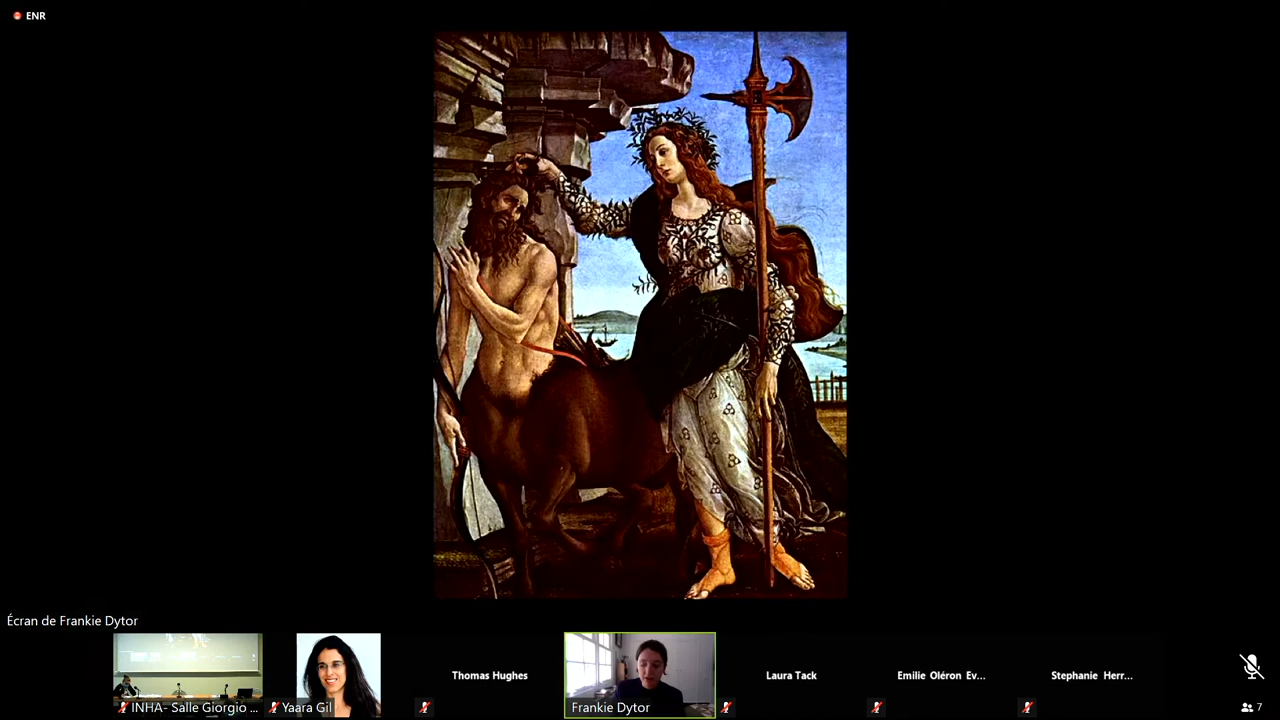 ENR
Écran de Frankie Dytor
Thomas Hughes
Laura Tack
Emilie Oléron Ev...
Stephanie Herr...
INHA- Salle Giorgio ...
Yaara Gil
Frankie Dytor
7